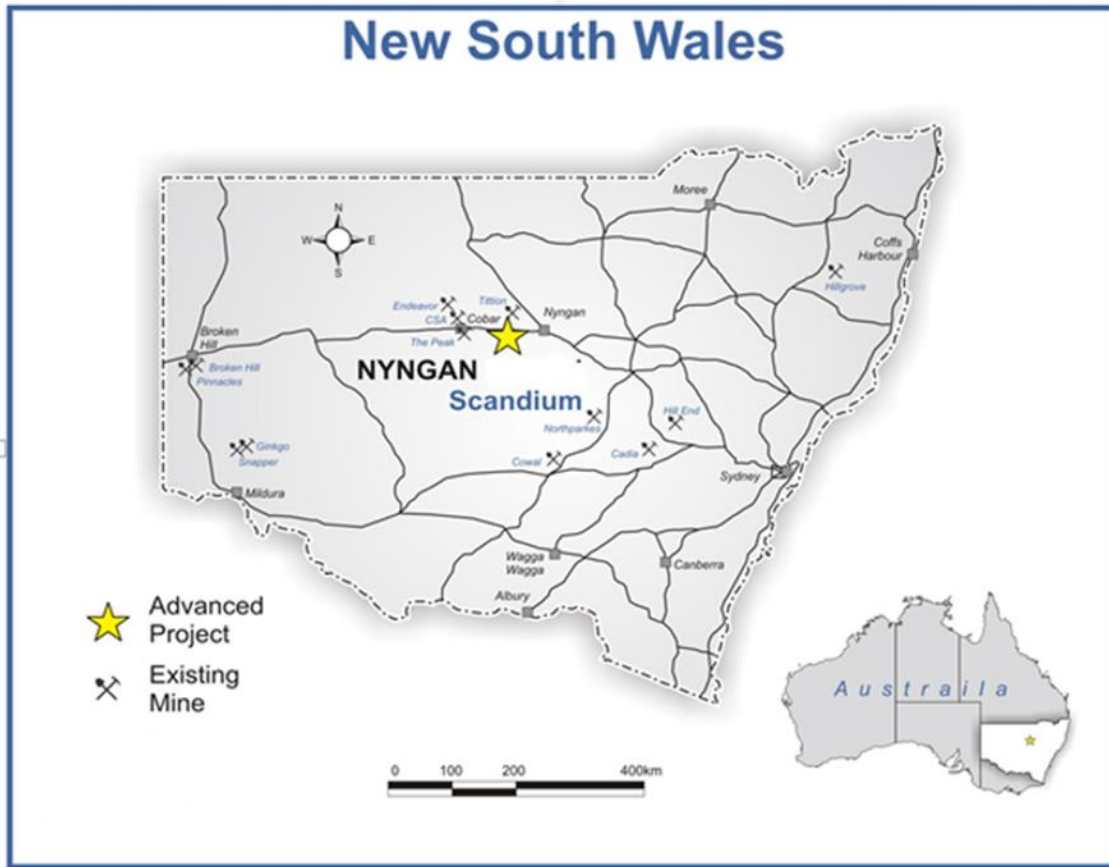 New South Wales
N
W
E
S
Moree
Coffs
Harbour
Hillgrove
Endeavor
Tittion
CSA
Cobar
Nyngan
The Peak
Broken
Hill
Broken Hill
Pinnacles
NYNGAN
Scandium
Hill End
Northparkes
Ginkgo
Snapper
Cowal
Cadia
Sydney
Mildura
Wagga
Wagga
Canberra
Albury
Advanced
Project
Existing
Mine
Austraila
0 100 200 400km